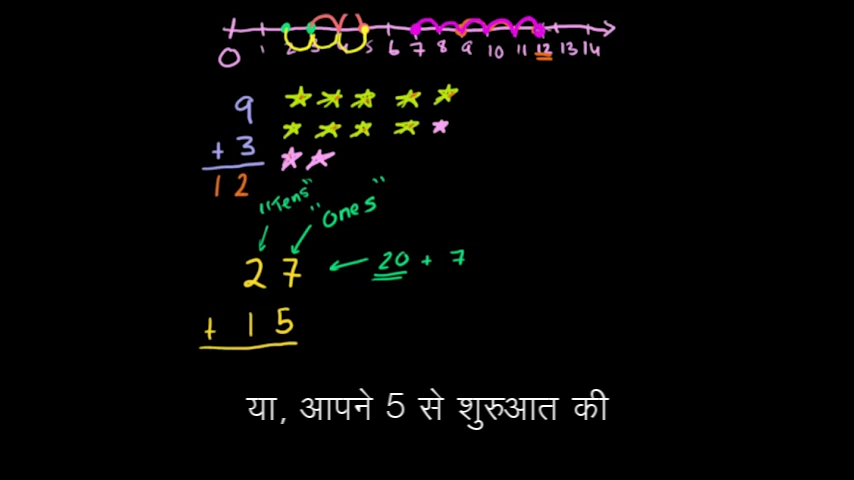 0 1 2 3 4 5 6 7 8 9 10 11 12 13 14
9
+ 3
12
"Tens" "Ones"
27 ← 20 + 7
+ 15
या, आपने 5 से शुरुआत की